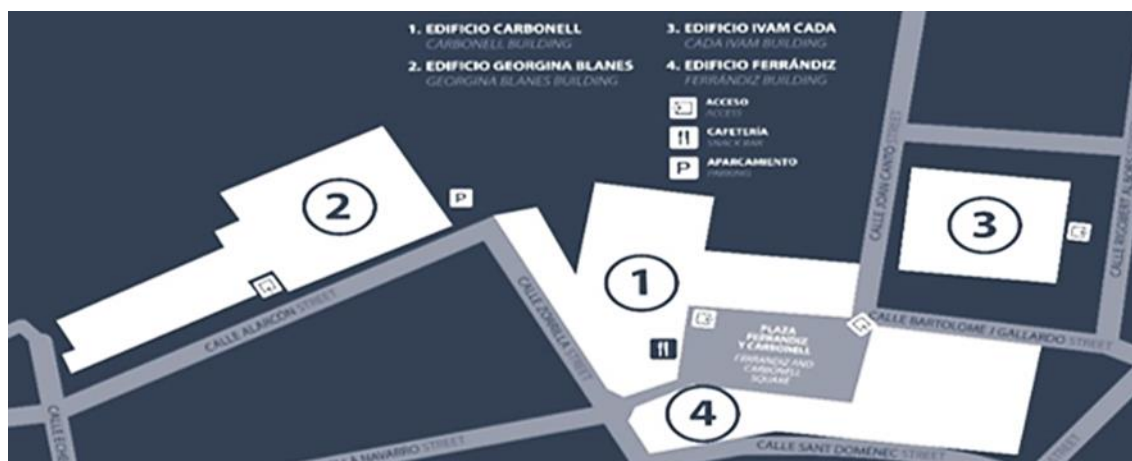 1. EDIFICIO CARBONELL
CARBONELL BUILDING
2. EDIFICIO GEORGINA BLANES
GEORGINA BLANES BUILDING
3. EDIFICIO IVAM CADA
CADA IVAM BUILDING
4. EDIFICIO FERRÁNDIZ
FERRÁNDIZ BUILDING
ACCESO
ACCESS
CAFETERÍA
SNACK BAR
P
APARCAMIENTO
PARKING
2
P
1
3
4
CALLE ALARCÓN STREET
CALLE ZORRILLA STREET
CALLE JOAN CANTÓ STREET
CALLE BARTOLOMÉ J GALLARDO STREET
PLAZA
FERRÁNDIZ
Y CARBONELL
FERRÁNDIZ AND
CARBONELL
SQUARE
CALLE SANT DOMÈNEC STREET
NAVARRO STREET
CALLE
CALLE